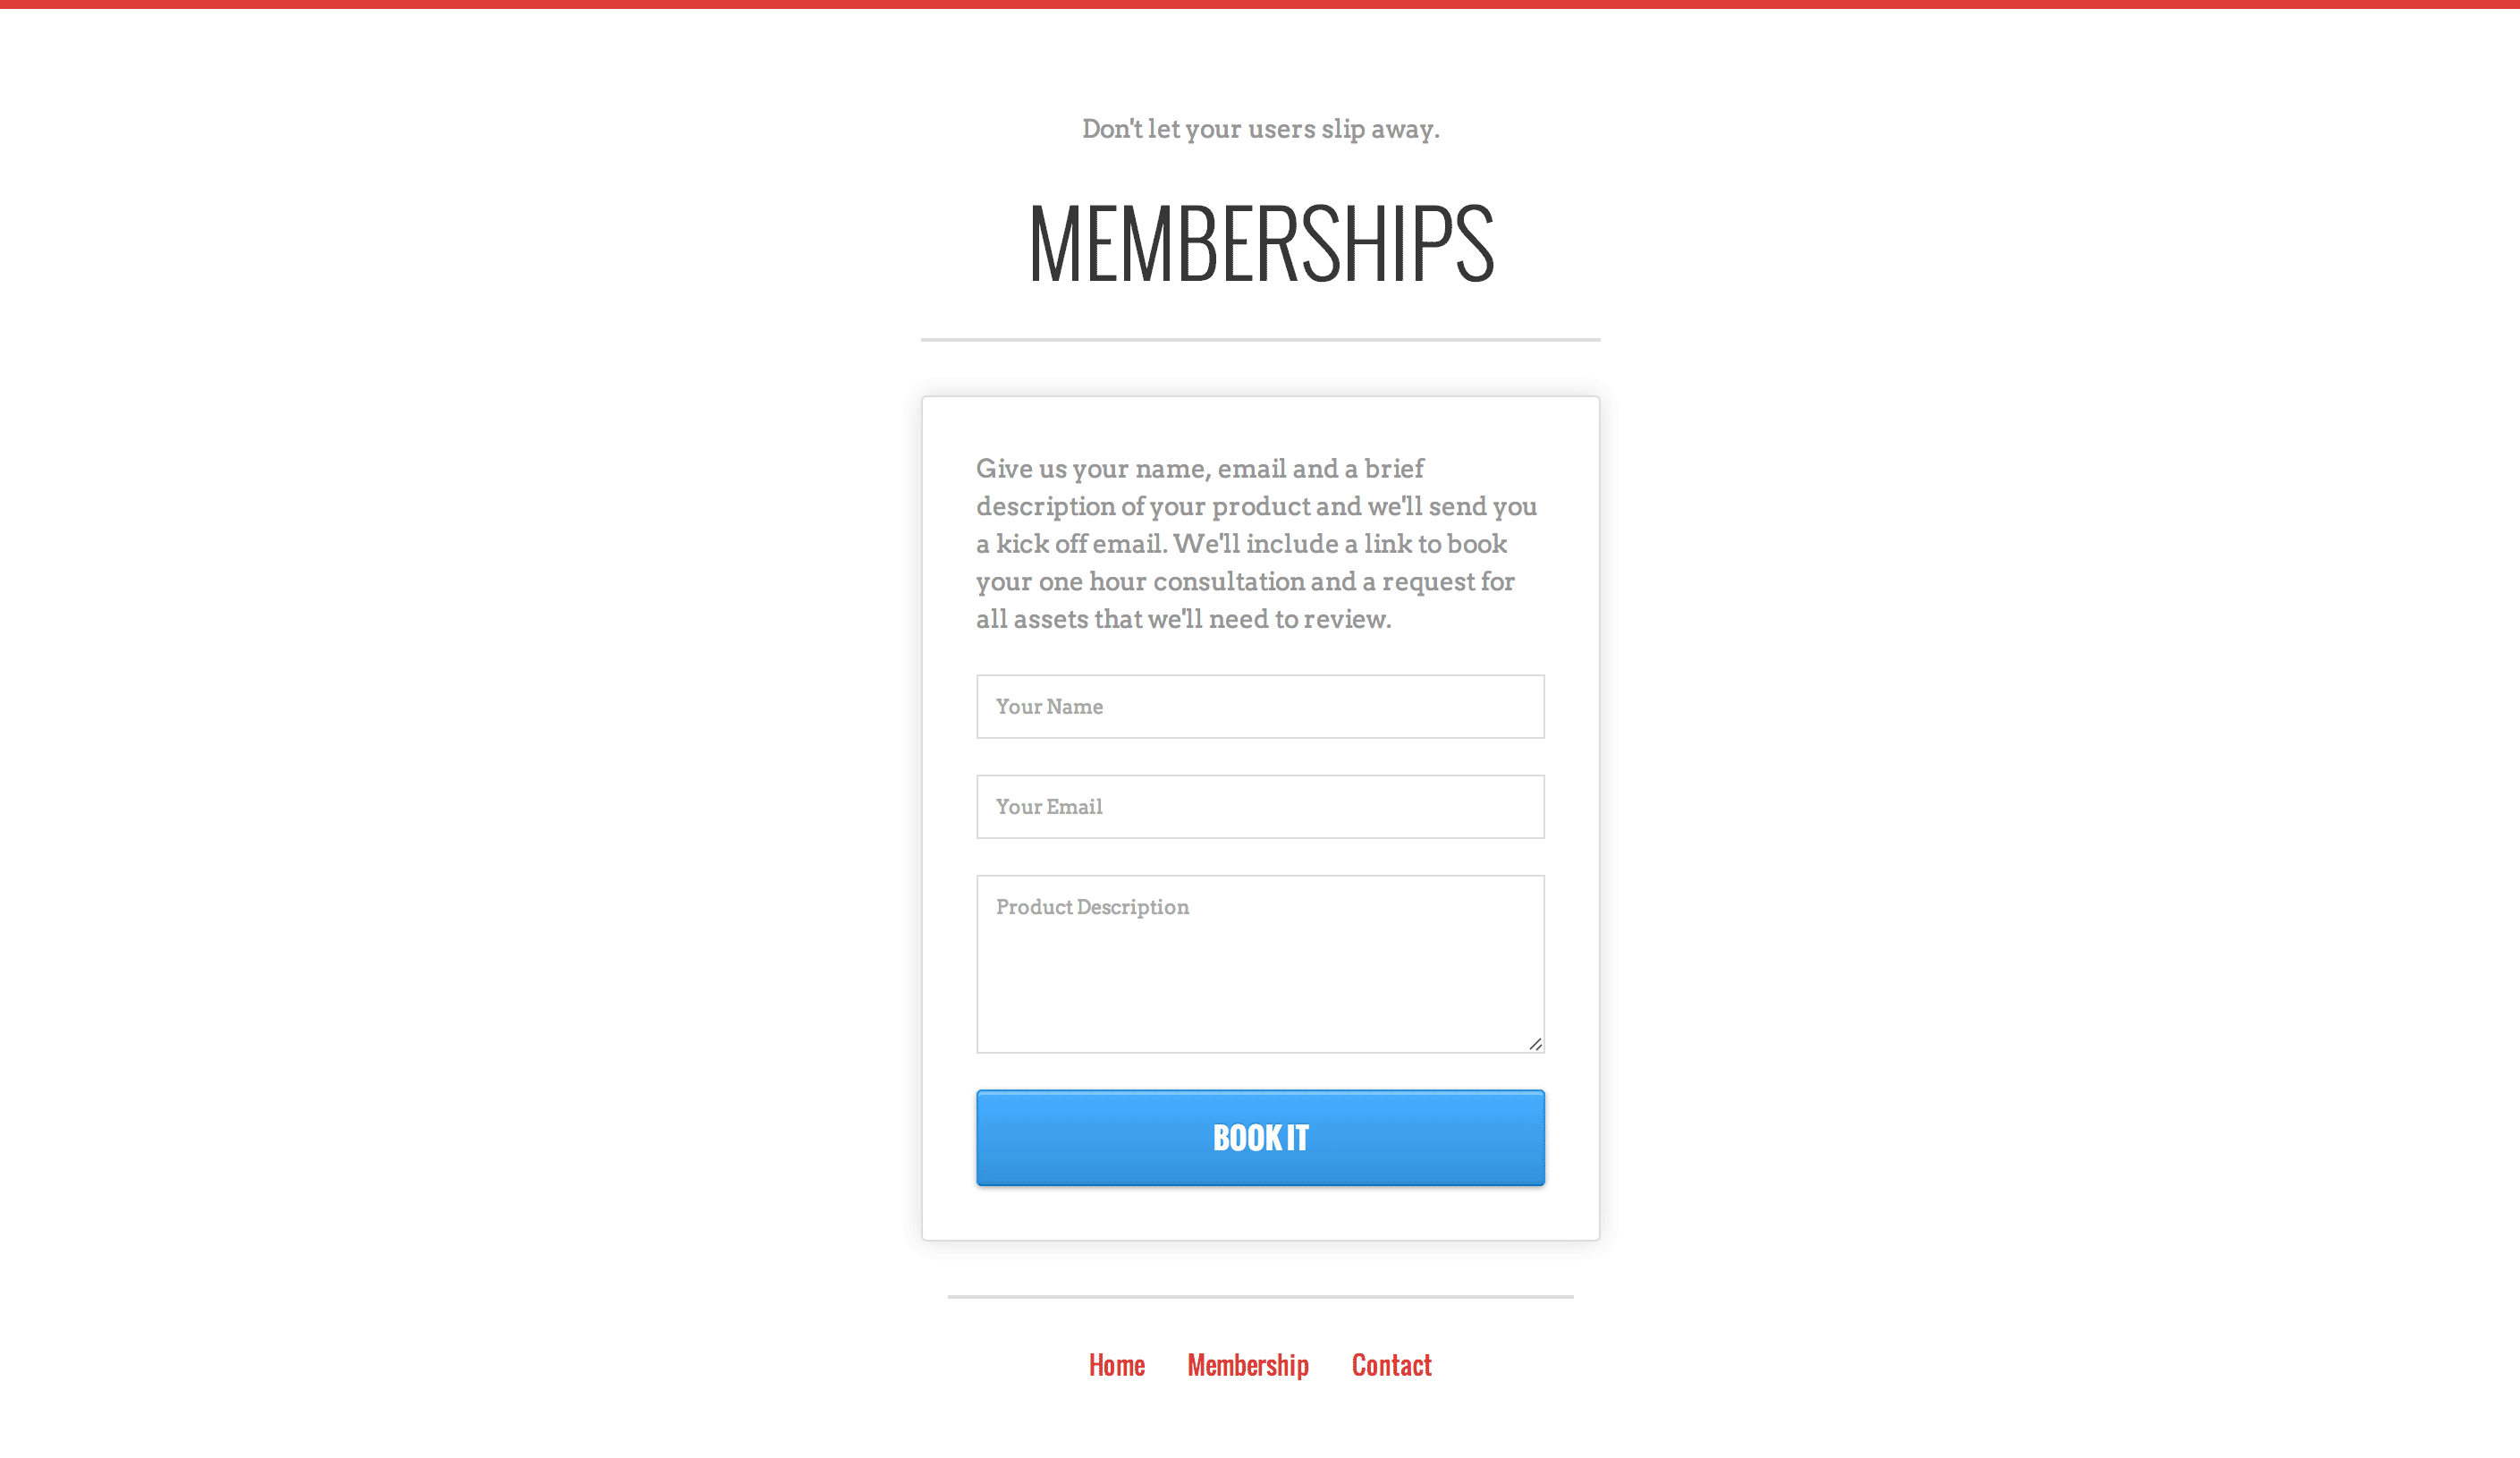 Don't let your users slip away.
MEMBERSHIPS
Give us your name, email and a brief
description of your product and we'll send you
a kick off email. We'll include a link to book
your one hour consultation and a request for
all assets that we'll need to review.
Your Name
Your Email
Product Description
BOOK IT
Home Membership Contact